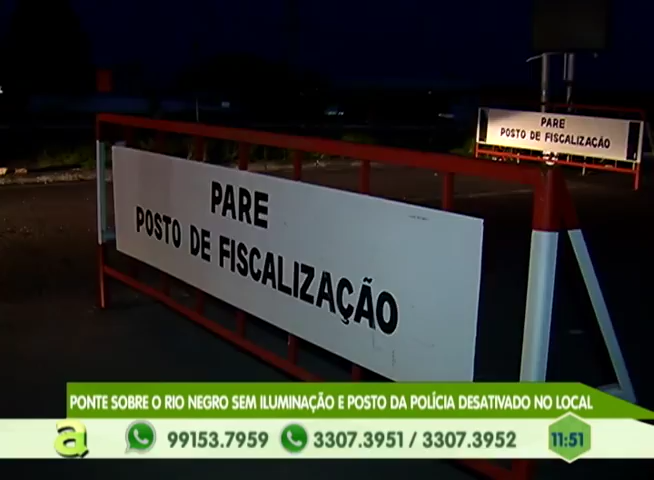 PARE
POSTO DE FISCALIZAÇÃO
PARE
POSTO DE FISCALIZAÇÃO
PONTE SOBRE O RIO NEGRO SEM ILUMINAÇÃO E POSTO DA POLÍCIA DESATIVADO NO LOCAL
a 99153.7959 3307.3951 / 3307.3952 11:51